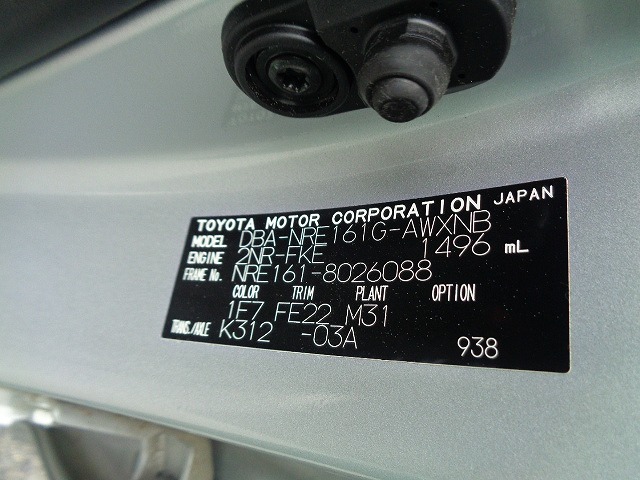 TOYOTA MOTOR CORPORATION JAPAN
MODEL DBA-NRE161G-AWXNB
ENGINE 2NR-FKE 1496 mL
FRAME No. NRE161-8026088
COLOR TRIM PLANT OPTION
1F7 FE22 M31
TRANS./AXLE K312 -03A
938